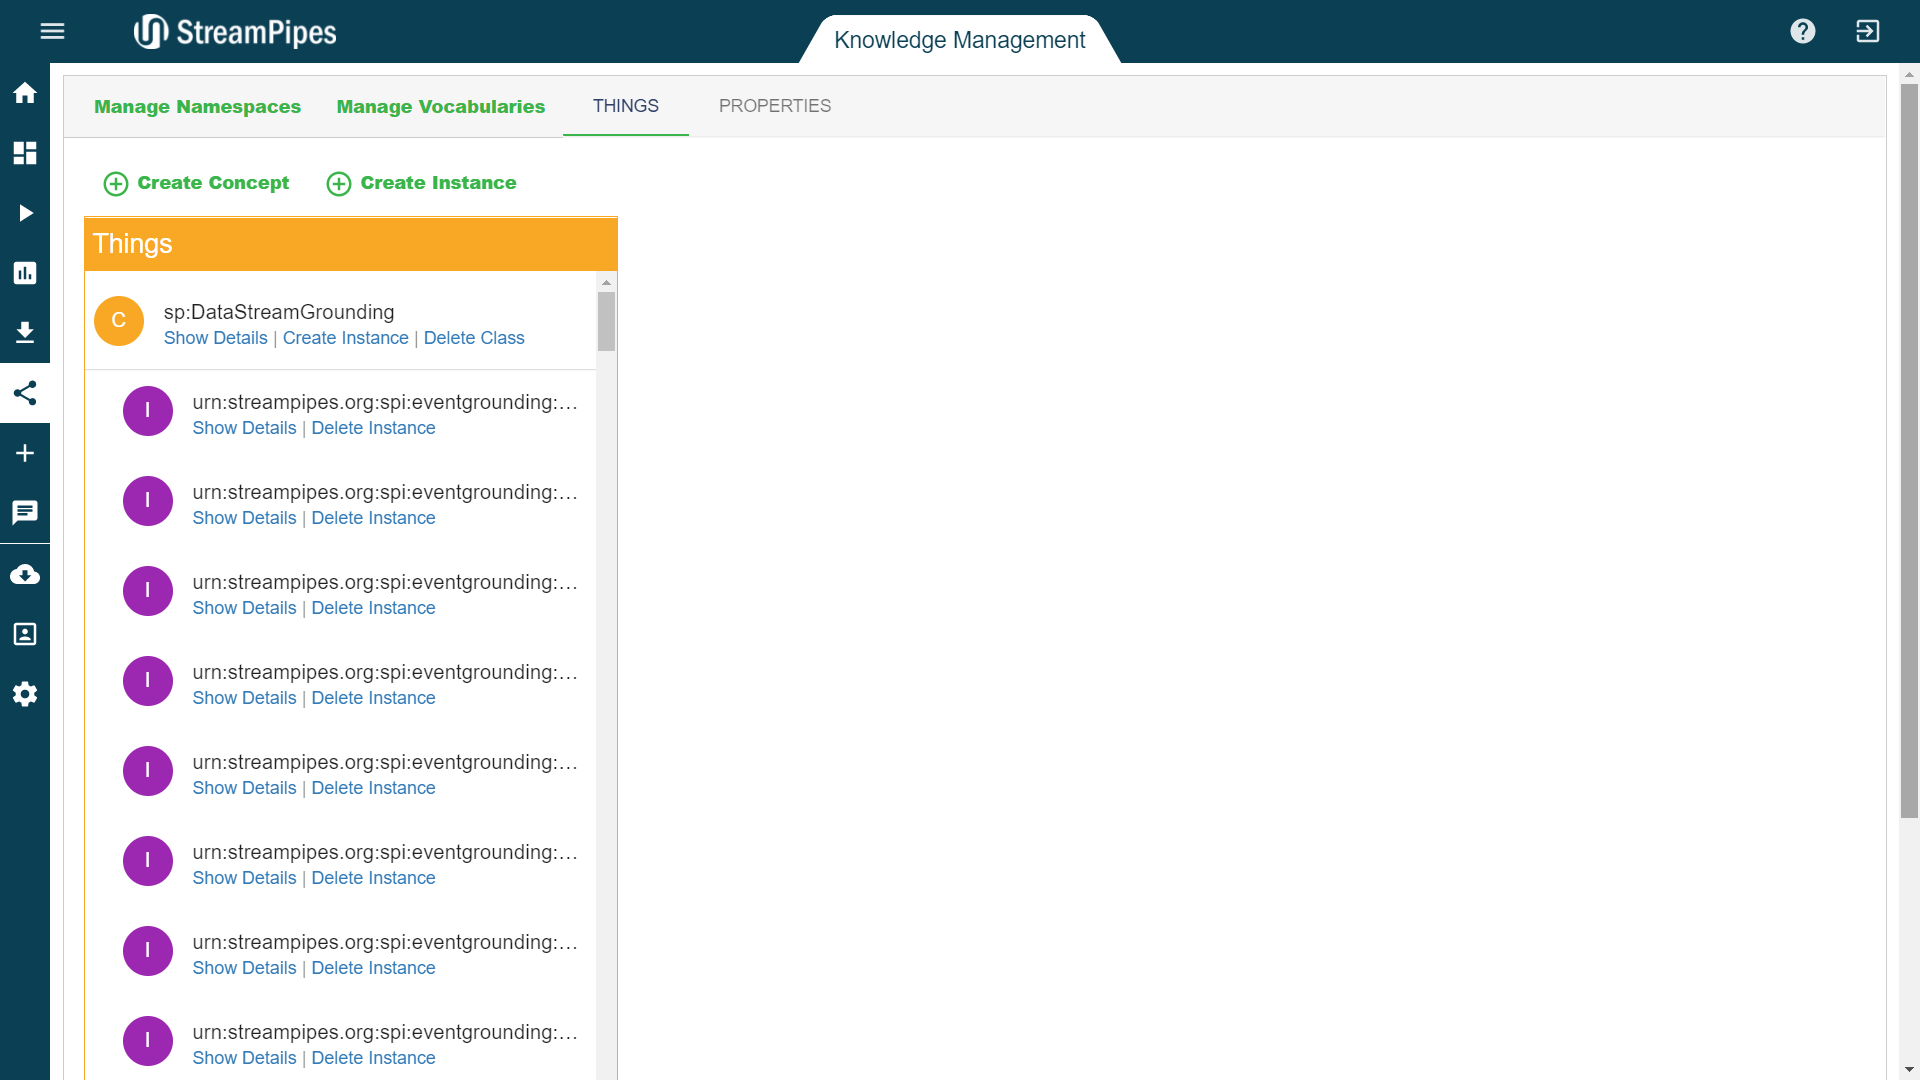 StreamPipes
Knowledge Management
Manage Namespaces
Manage Vocabularies
THINGS
PROPERTIES
Create Concept
Create Instance
Things
C
sp:DataStreamGrounding
Show Details | Create Instance | Delete Class
I
urn:streampipes.org:spi:eventgrounding:...
Show Details | Delete Instance
I
urn:streampipes.org:spi:eventgrounding:...
Show Details | Delete Instance
I
urn:streampipes.org:spi:eventgrounding:...
Show Details | Delete Instance
I
urn:streampipes.org:spi:eventgrounding:...
Show Details | Delete Instance
I
urn:streampipes.org:spi:eventgrounding:...
Show Details | Delete Instance
I
urn:streampipes.org:spi:eventgrounding:...
Show Details | Delete Instance
I
urn:streampipes.org:spi:eventgrounding:...
Show Details | Delete Instance
I
urn:streampipes.org:spi:eventgrounding:...
Show Details | Delete Instance